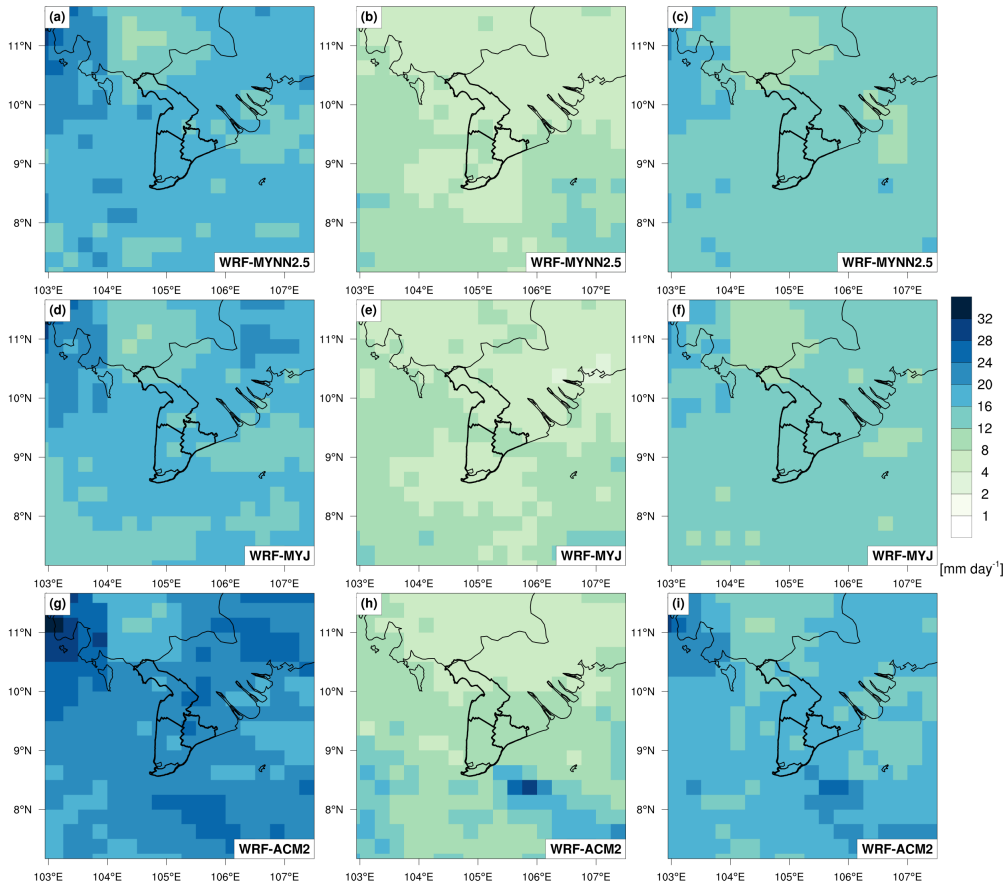 (a) (b) (c)
11°N 11°N 11°N
10°N 10°N 10°N
9°N 9°N 9°N
8°N 8°N 8°N
WRF-MYNN2.5 WRF-MYNN2.5 WRF-MYNN2.5
103°E 104°E 105°E 106°E 107°E 103°E 104°E 105°E 106°E 107°E 103°E 104°E 105°E 106°E 107°E
(d) (e) (f)
11°N 11°N 11°N
10°N 10°N 10°N
9°N 9°N 9°N
8°N 8°N 8°N
WRF-MYJ WRF-MYJ WRF-MYJ
103°E 104°E 105°E 106°E 107°E 103°E 104°E 105°E 106°E 107°E 103°E 104°E 105°E 106°E 107°E
32
28
24
20
16
12
8
4
2
1
[mm day⁻¹]
(g) (h) (i)
11°N 11°N 11°N
10°N 10°N 10°N
9°N 9°N 9°N
8°N 8°N 8°N
WRF-ACM2 WRF-ACM2 WRF-ACM2
103°E 104°E 105°E 106°E 107°E 103°E 104°E 105°E 106°E 107°E 103°E 104°E 105°E 106°E 107°E